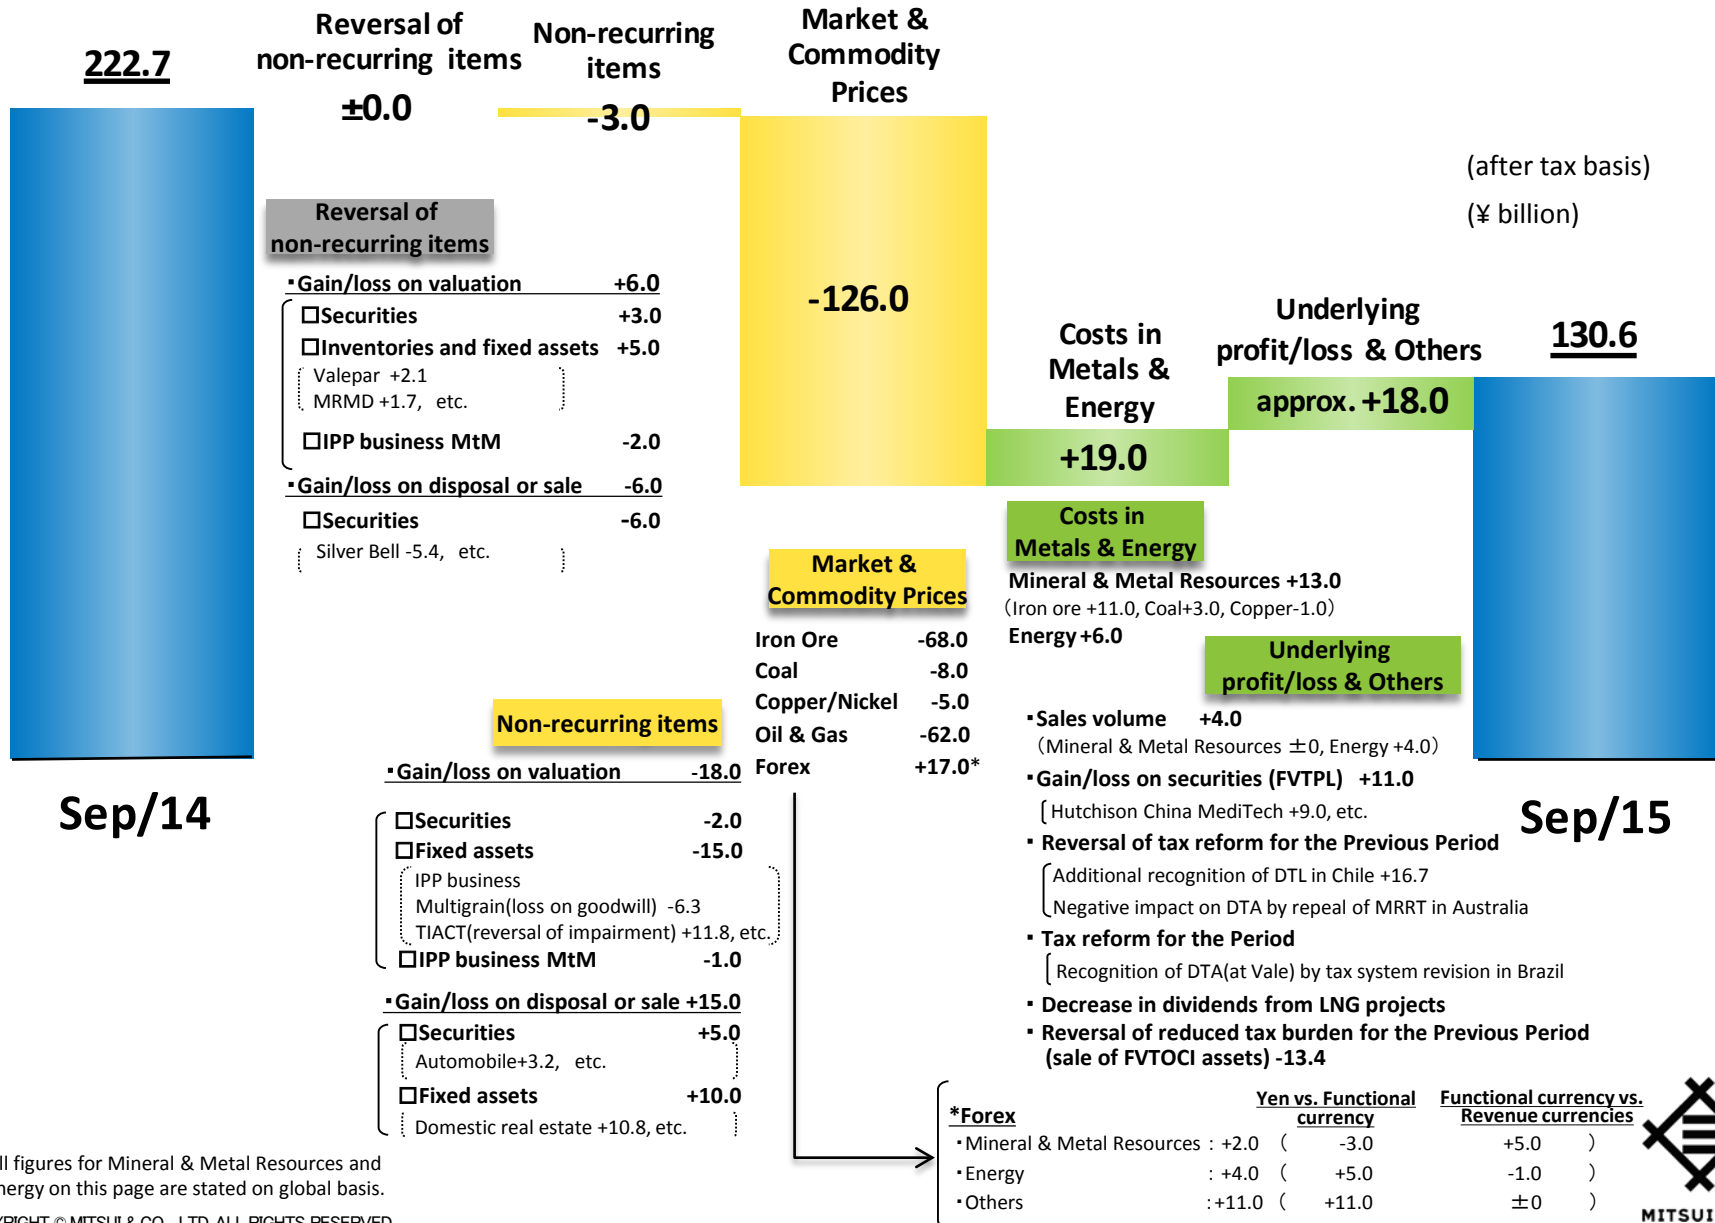 222.7
Reversal of
non-recurring items
±0.0
Non-recurring
items
-3.0
Market &
Commodity
Prices
-126.0
(after tax basis)
(¥ billion)
Costs in
Metals &
Energy
+19.0
Underlying
profit/loss & Others
approx. +18.0
130.6
Sep/14
Sep/15
Reversal of
non-recurring items
▪Gain/loss on valuation +6.0
□Securities +3.0
□Inventories and fixed assets +5.0
Valepar +2.1
MRMD +1.7, etc.
□IPP business MtM -2.0
▪Gain/loss on disposal or sale -6.0
□Securities -6.0
Silver Bell -5.4, etc.
Non-recurring items
▪Gain/loss on valuation -18.0
□Securities -2.0
□Fixed assets -15.0
IPP business
Multigrain(loss on goodwill) -6.3
TIACT(reversal of impairment) +11.8, etc.
□IPP business MtM -1.0
▪Gain/loss on disposal or sale +15.0
□Securities +5.0
Automobile+3.2, etc.
□Fixed assets +10.0
Domestic real estate +10.8, etc.
Market &
Commodity Prices
Iron Ore -68.0
Coal -8.0
Copper/Nickel -5.0
Oil & Gas -62.0
Forex +17.0*
Costs in
Metals & Energy
Mineral & Metal Resources +13.0
（Iron ore +11.0, Coal+3.0, Copper-1.0）
Energy +6.0
Underlying
profit/loss & Others
▪Sales volume +4.0
（Mineral & Metal Resources ±0, Energy +4.0）
▪Gain/loss on securities (FVTPL) +11.0
Hutchison China MediTech +9.0, etc.
▪ Reversal of tax reform for the Previous Period
Additional recognition of DTL in Chile +16.7
Negative impact on DTA by repeal of MRRT in Australia
▪ Tax reform for the Period
Recognition of DTA(at Vale) by tax system revision in Brazil
▪ Decrease in dividends from LNG projects
▪ Reversal of reduced tax burden for the Previous Period
(sale of FVTOCI assets) -13.4
*Forex Yen vs. Functional currency Functional currency vs. Revenue currencies
▪Mineral & Metal Resources : +2.0 （ -3.0 +5.0 ）
▪Energy : +4.0 （ +5.0 -1.0 ）
▪Others :+11.0 （ +11.0 ±0 ）
ll figures for Mineral & Metal Resources and
nergy on this page are stated on global basis.
YRIGHT © MITSUI & CO., LTD. ALL RIGHTS RESERVED
MITSUI